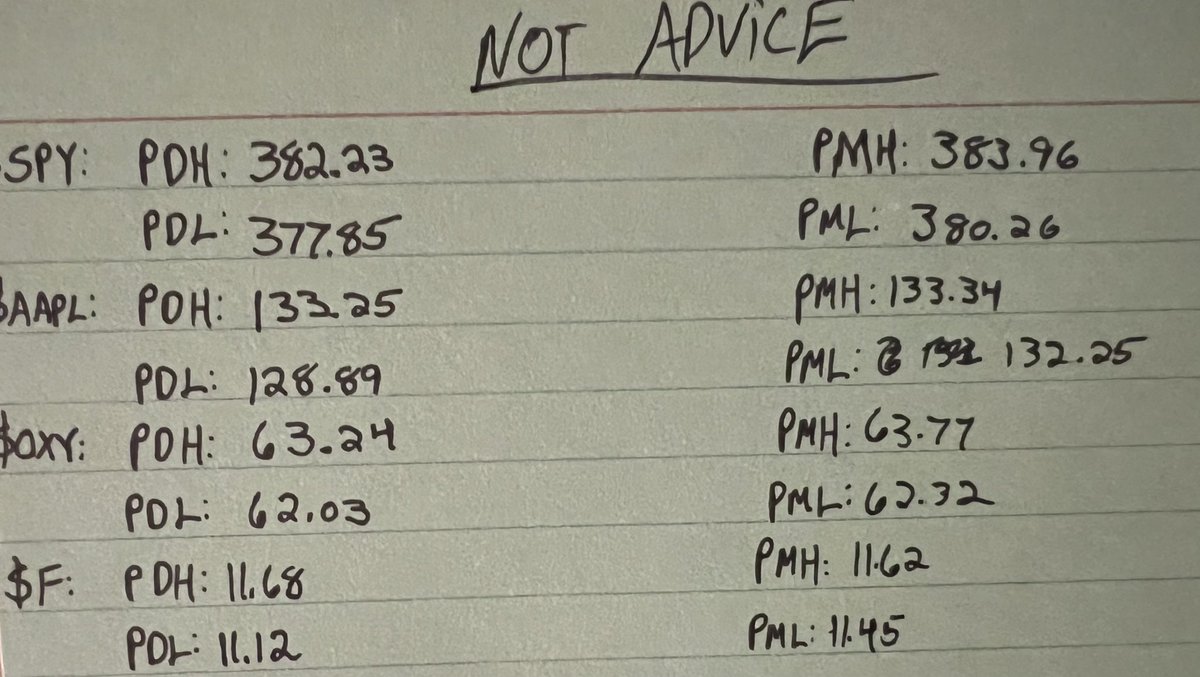 NOT ADVICE
SPY: PDH: 382.23 PMH: 383.96
PDL: 377.85 PML: 380.26
$AAPL: PDH: 133.25 PMH: 133.34
PDL: 128.89 PML: 132.25
$OXY: PDH: 63.24 PMH: 63.77
PDL: 62.03 PML: 62.32
$F: PDH: 11.68 PMH: 11.62
PDL: 11.12 PML: 11.45